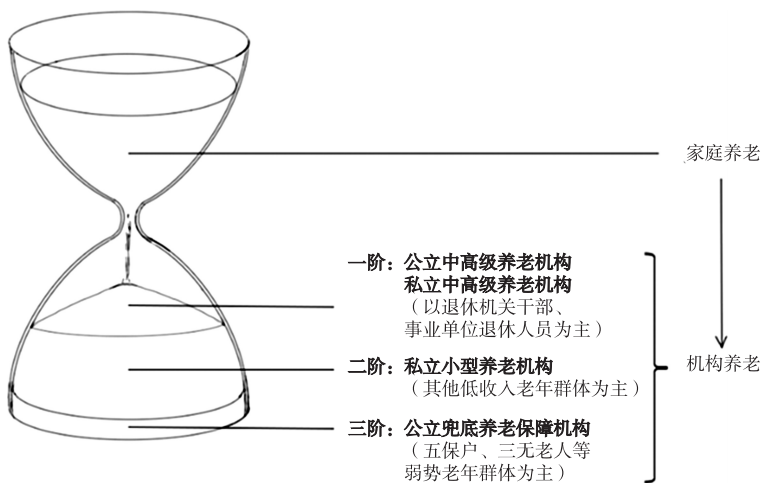 家庭养老
一阶：公立中高级养老机构
私立中高级养老机构
（以退休机关干部、
事业单位退休人员为主）
二阶：私立小型养老机构
（其他低收入老年群体为主）
机构养老
三阶：公立兜底养老保障机构
（五保户、三无老人等
弱势老年群体为主）